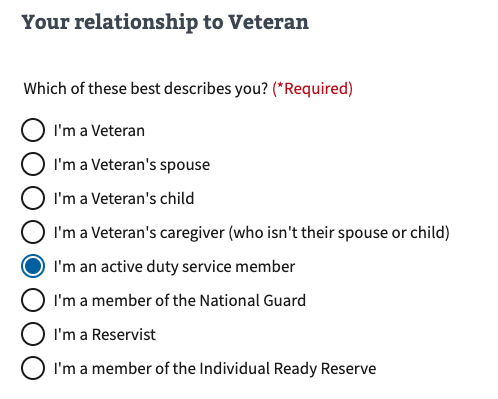 Your relationship to Veteran
Which of these best describes you? (*Required)
I'm a Veteran
I'm a Veteran's spouse
I'm a Veteran's child
I'm a Veteran's caregiver (who isn't their spouse or child)
I'm an active duty service member
I'm a member of the National Guard
I'm a Reservist
I'm a member of the Individual Ready Reserve